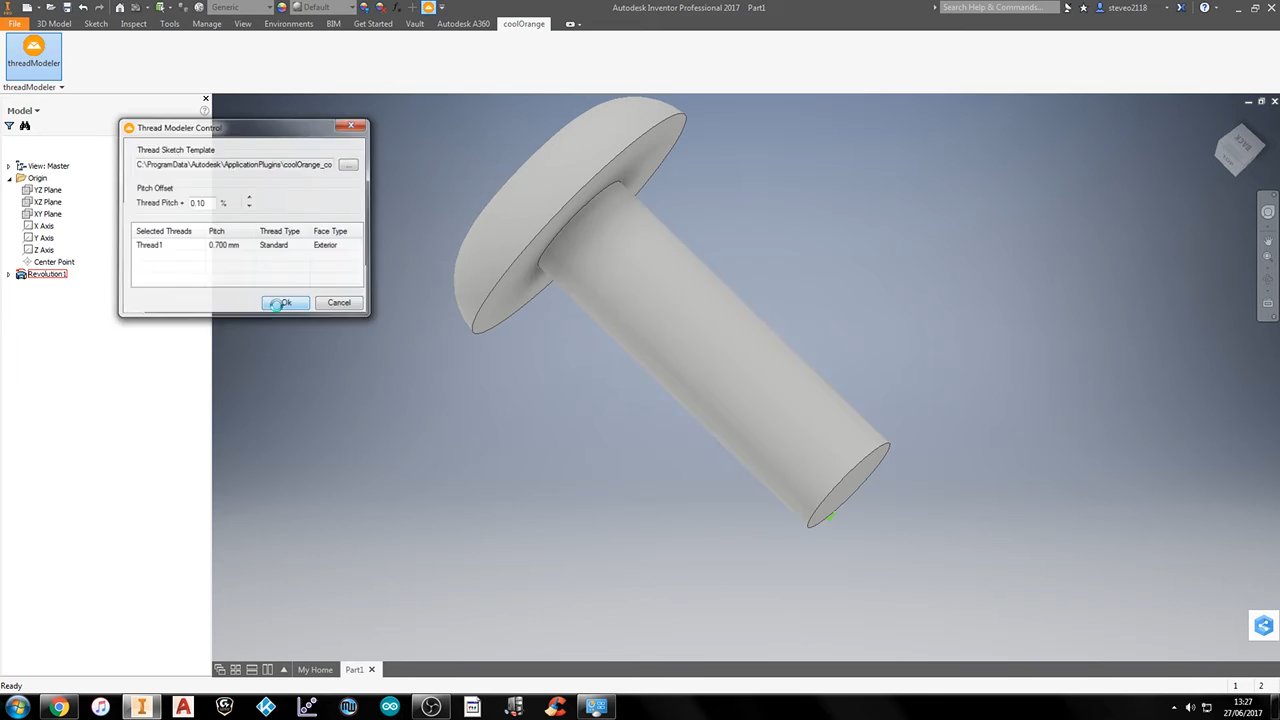 Generic
Default
Autodesk Inventor Professional 2017 Part1
Search Help & Commands...
steveo2118
File
3D Model
Sketch
Inspect
Tools
Manage
View
Environments
BIM
Get Started
Vault
Autodesk A360
coolOrange
threadModeler
threadModeler
Model
View: Master
Origin
YZ Plane
XZ Plane
XY Plane
X Axis
Y Axis
Z Axis
Center Point
Revolution1
Thread Modeler Control
Thread Sketch Template
C:\ProgramData\Autodesk\ApplicationPlugins\coolOrange_co
...
Pitch Offset
Thread Pitch + 0.10 %
Selected Threads Pitch Thread Type Face Type
Thread1 0.700 mm Standard Exterior
Ok Cancel
BACK
My Home
Part1
Ready
1 2
13:27
27/06/2017